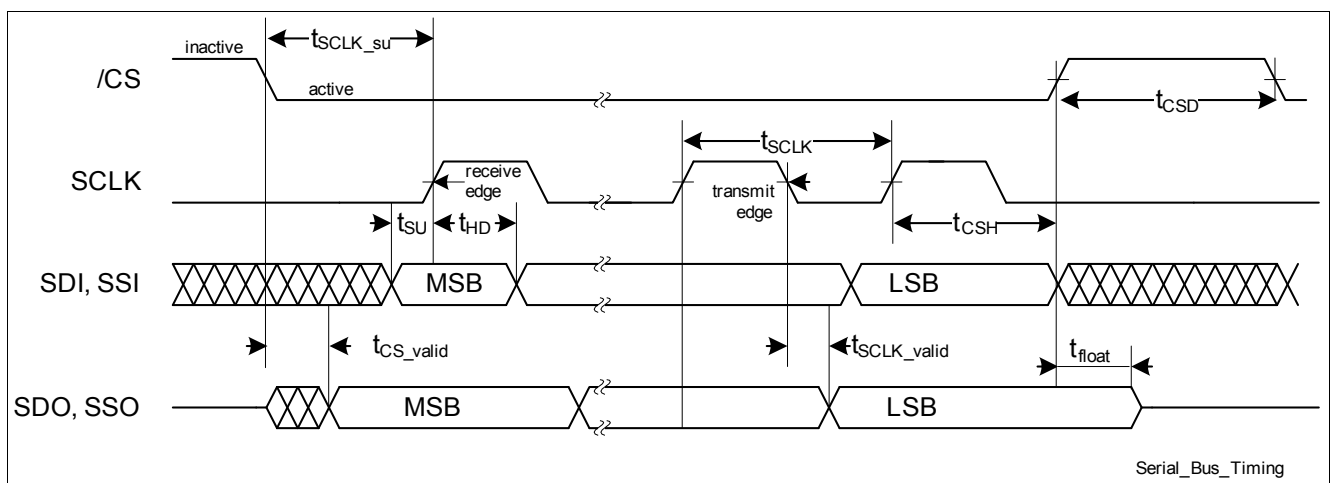 inactive
tSCLK_su
/CS
active
tCSD
tSCLK
SCLK
receive
edge
transmit
edge
tSU
tHD
tCSH
SDI, SSI
MSB
LSB
tCS_valid
tSCLK_valid
tfloat
SDO, SSO
MSB
LSB
Serial_Bus_Timing